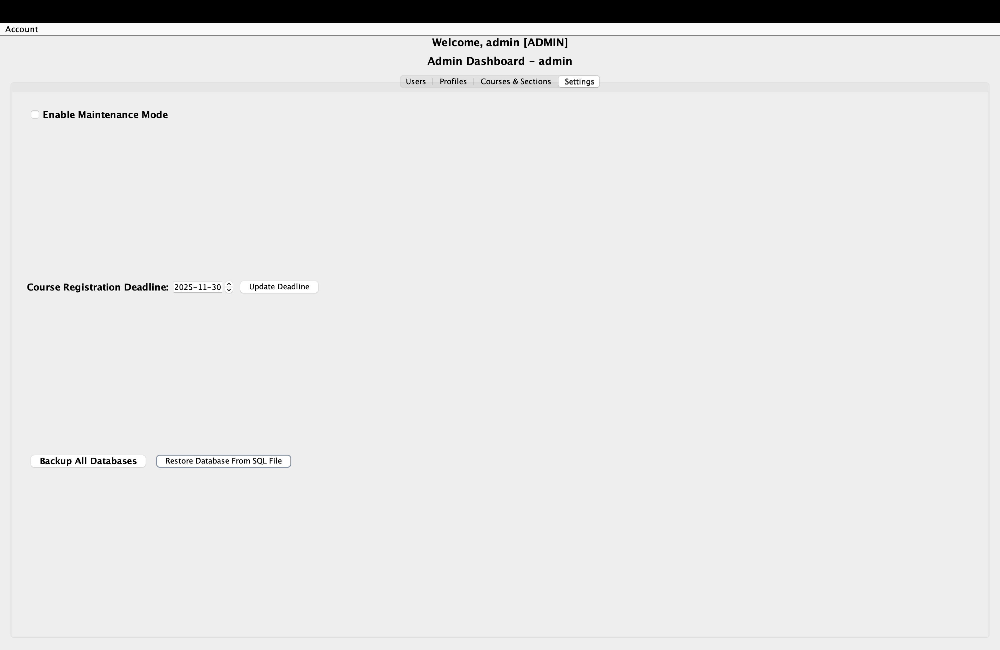 Account
Welcome, admin [ADMIN]
Admin Dashboard – admin
Users Profiles Courses & Sections Settings
Enable Maintenance Mode
Course Registration Deadline: 2025-11-30 Update Deadline
Backup All Databases Restore Database From SQL File